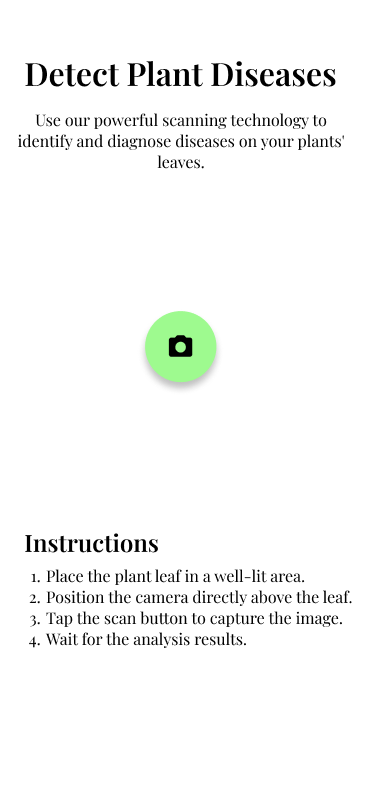 Detect Plant Diseases
Use our powerful scanning technology to
identify and diagnose diseases on your plants'
leaves.
Instructions
1. Place the plant leaf in a well-lit area.
2. Position the camera directly above the leaf.
3. Tap the scan button to capture the image.
4. Wait for the analysis results.